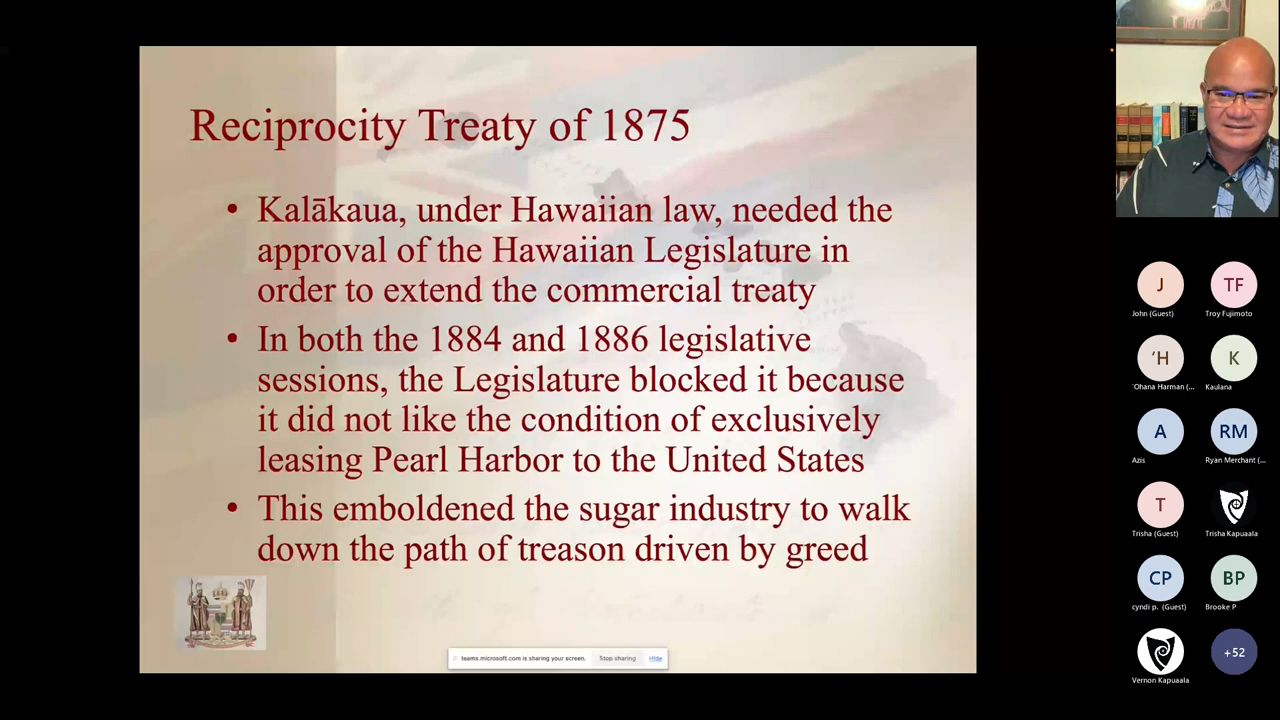 Reciprocity Treaty of 1875
• Kalākaua, under Hawaiian law, needed the
approval of the Hawaiian Legislature in
order to extend the commercial treaty
• In both the 1884 and 1886 legislative
sessions, the Legislature blocked it because
it did not like the condition of exclusively
leasing Pearl Harbor to the United States
• This emboldened the sugar industry to walk
down the path of treason driven by greed
teams.microsoft.com is sharing your screen. Stop sharing Hide
J TF
John (Guest) Troy Fujimoto
‘H K
‘Ohana Harman (... Kaulana
A RM
Azis Ryan Merchant (...
T
Trisha (Guest) Trisha Kapuaala
CP BP
cyndi p. (Guest) Brooke P
+52
Vernon Kapuaala